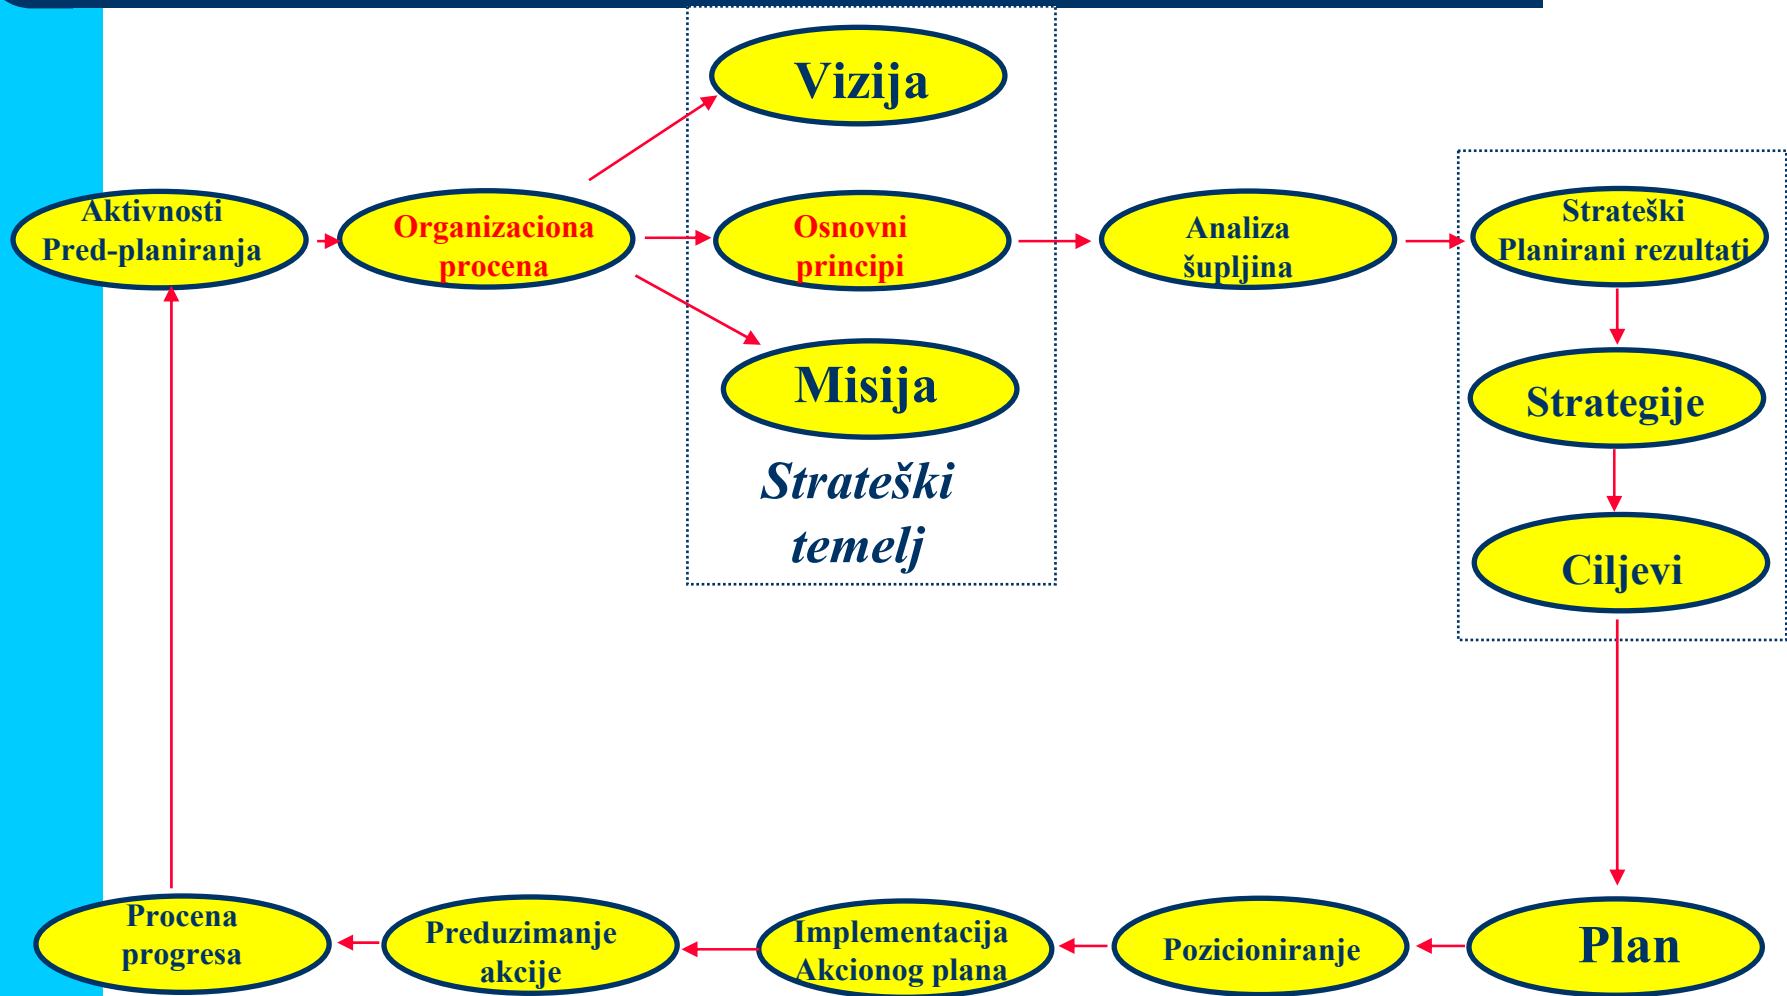 Vizija
Aktivnosti
Pred-planiranja
Organizaciona
procena
Osnovni
principi
Analiza
šupljina
Strateški
Planirani rezultati
Misija
Strategije
Strateški
temelj
Ciljevi
Procena
progresa
Preduzimanje
akcije
Implementacija
Akcionog plana
Pozicioniranje
Plan